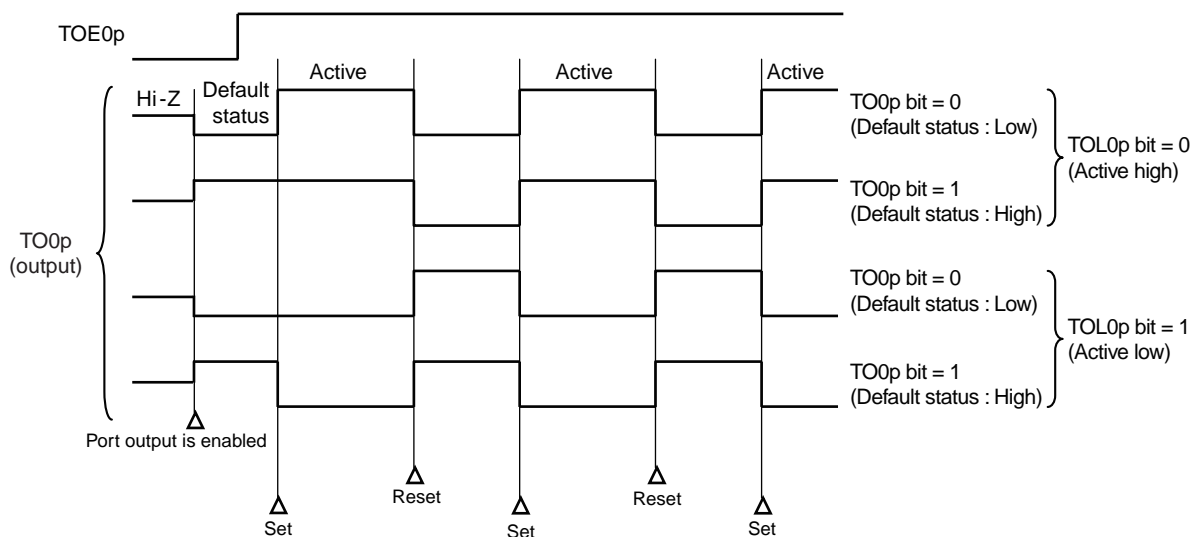 TOE0p
Active
Active
Active
Hi-Z
Default
status
TO0p bit = 0
(Default status : Low)
TOL0p bit = 0
(Active high)
TO0p bit = 1
(Default status : High)
TO0p
(output)
TO0p bit = 0
(Default status : Low)
TOL0p bit = 1
(Active low)
TO0p bit = 1
(Default status : High)
Port output is enabled
Reset
Reset
Set
Set
Set